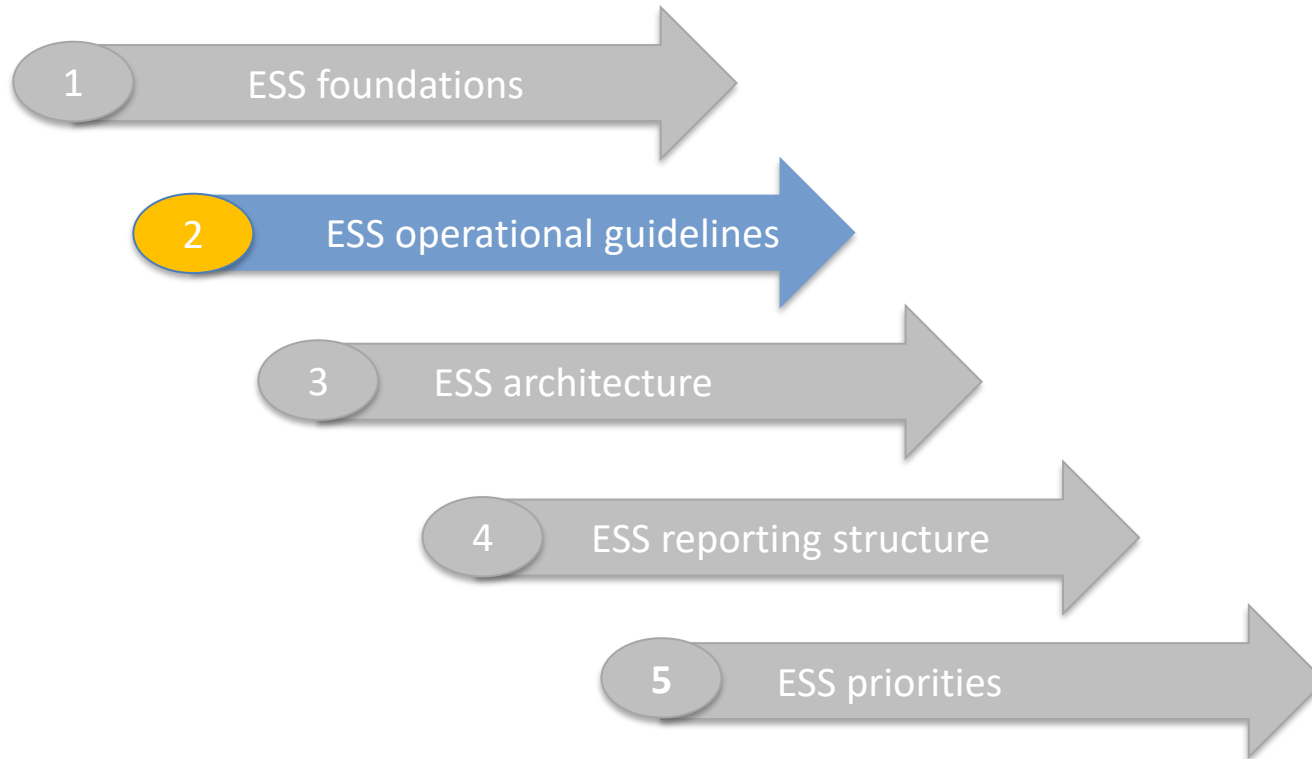 1 ESS foundations
2 ESS operational guidelines
3 ESS architecture
4 ESS reporting structure
5 ESS priorities